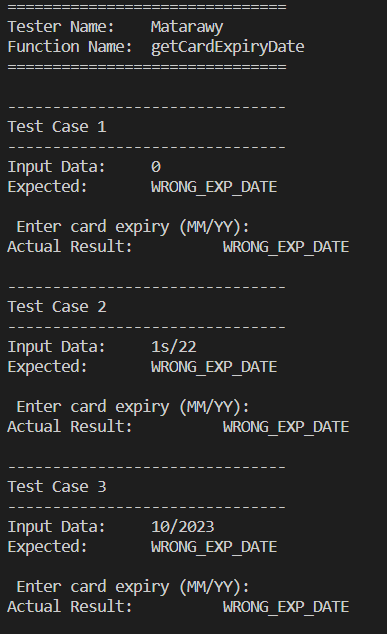 ===============================
Tester Name:    Matarawy
Function Name:  getCardExpiryDate
===============================
-------------------------------
Test Case 1
-------------------------------
Input Data:     0
Expected:       WRONG_EXP_DATE
 Enter card expiry (MM/YY):
Actual Result:          WRONG_EXP_DATE
-------------------------------
Test Case 2
-------------------------------
Input Data:     1s/22
Expected:       WRONG_EXP_DATE
 Enter card expiry (MM/YY):
Actual Result:          WRONG_EXP_DATE
-------------------------------
Test Case 3
-------------------------------
Input Data:     10/2023
Expected:       WRONG_EXP_DATE
 Enter card expiry (MM/YY):
Actual Result:          WRONG_EXP_DATE